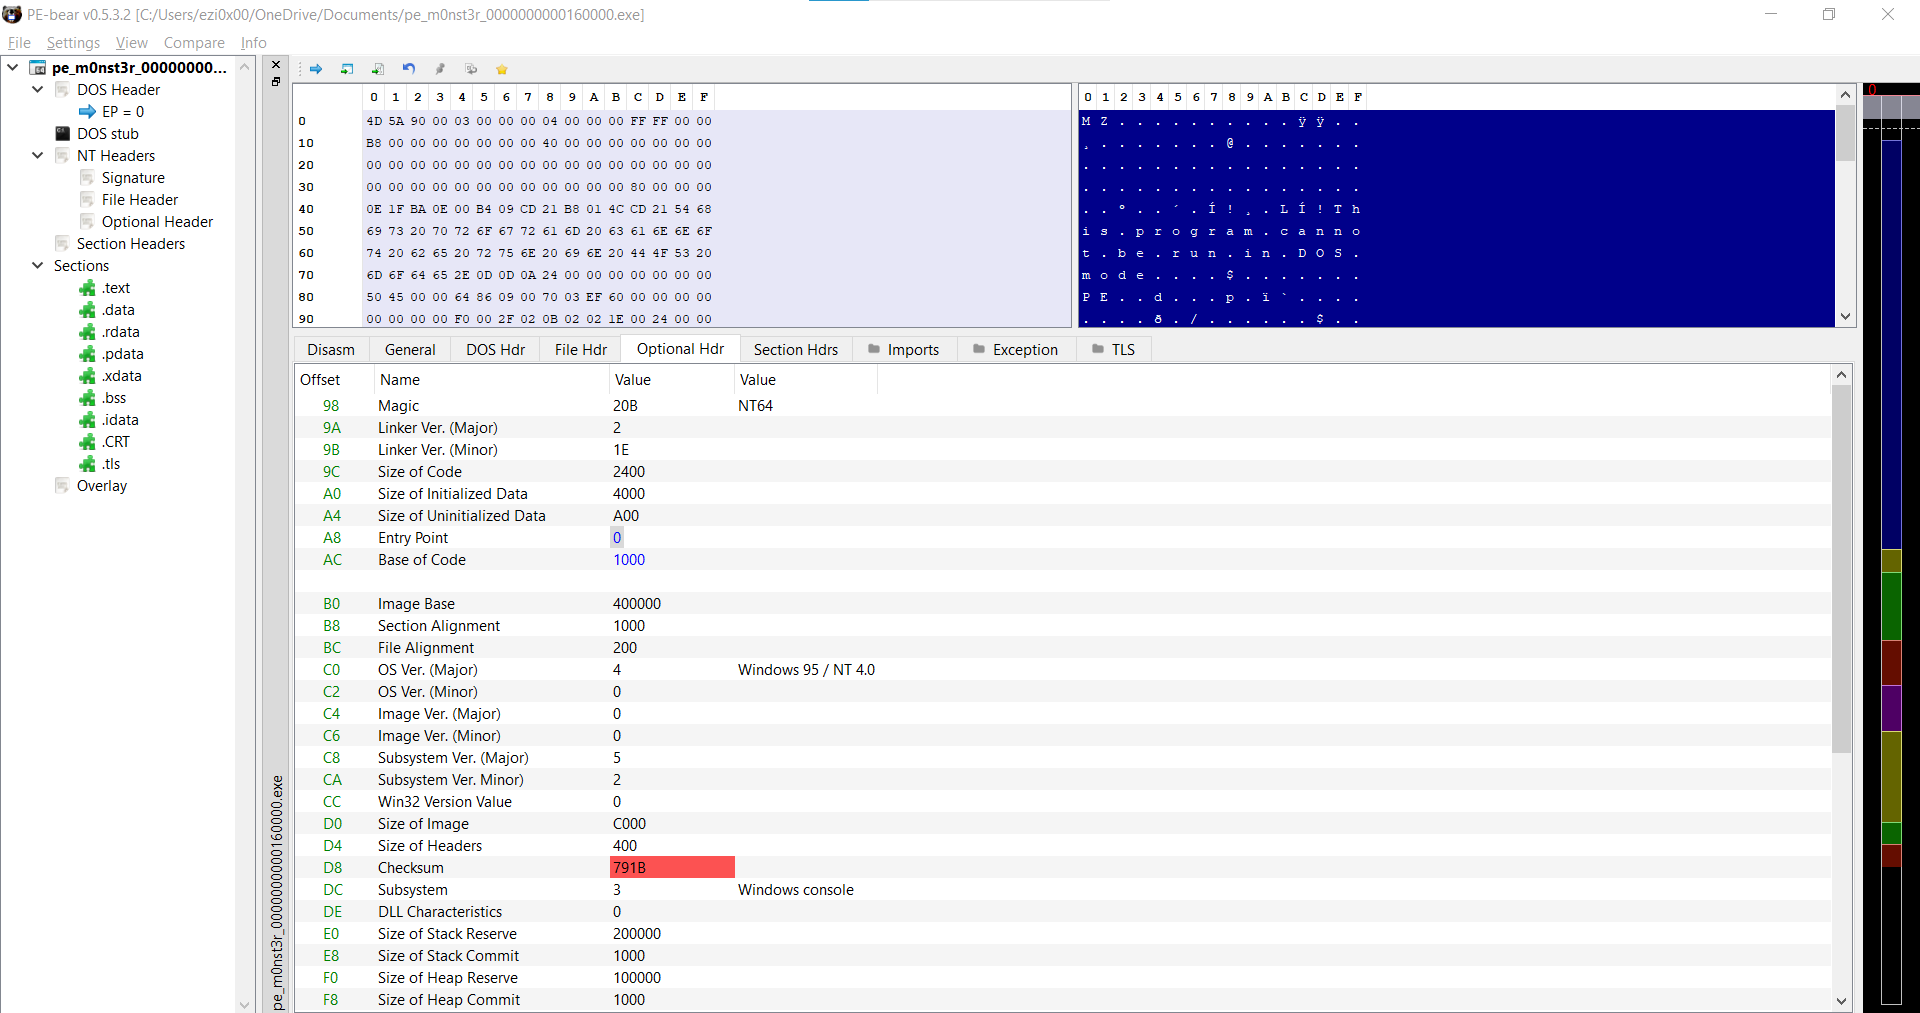 PE-bear v0.5.3.2 [C:/Users/ezi0x00/OneDrive/Documents/pe_m0nst3r_0000000000160000.exe]
File Settings View Compare Info
pe_m0nst3r_00000000...
DOS Header
EP = 0
DOS stub
NT Headers
Signature
File Header
Optional Header
Section Headers
Sections
.text
.data
.rdata
.pdata
.xdata
.bss
.idata
.CRT
.tls
Overlay
pe_m0nst3r_0000000000160000.exe
0 1 2 3 4 5 6 7 8 9 A B C D E F
0 4D 5A 90 00 03 00 00 00 04 00 00 00 FF FF 00 00
10 B8 00 00 00 00 00 00 00 40 00 00 00 00 00 00 00
20 00 00 00 00 00 00 00 00 00 00 00 00 00 00 00 00
30 00 00 00 00 00 00 00 00 00 00 00 00 80 00 00 00
40 0E 1F BA 0E 00 B4 09 CD 21 B8 01 4C CD 21 54 68
50 69 73 20 70 72 6F 67 72 61 6D 20 63 61 6E 6E 6F
60 74 20 62 65 20 72 75 6E 20 69 6E 20 44 4F 53 20
70 6D 6F 64 65 2E 0D 0D 0A 24 00 00 00 00 00 00 00
80 50 45 00 00 64 86 09 00 70 03 EF 60 00 00 00 00
90 00 00 00 00 F0 00 2F 02 0B 02 02 1E 00 24 00 00
0 1 2 3 4 5 6 7 8 9 A B C D E F
M Z . . . . . . . . . . ÿ ÿ . .
¸ . . . . . . . @ . . . . . . .
. . . . . . . . . . . . . . . .
. . . . . . . . . . . . . . . .
. . º . . ´ . Í ! ¸ . L Í ! T h
i s . p r o g r a m . c a n n o
t . b e . r u n . i n . D O S .
m o d e . . . . $ . . . . . . .
P E . . d . . . p . ï ` . . . .
. . . . ð . / . . . . . . $ . .
0
Disasm General DOS Hdr File Hdr Optional Hdr Section Hdrs Imports Exception TLS
Offset Name Value Value
98 Magic 20B NT64
9A Linker Ver. (Major) 2
9B Linker Ver. (Minor) 1E
9C Size of Code 2400
A0 Size of Initialized Data 4000
A4 Size of Uninitialized Data A00
A8 Entry Point 0
AC Base of Code 1000
B0 Image Base 400000
B8 Section Alignment 1000
BC File Alignment 200
C0 OS Ver. (Major) 4 Windows 95 / NT 4.0
C2 OS Ver. (Minor) 0
C4 Image Ver. (Major) 0
C6 Image Ver. (Minor) 0
C8 Subsystem Ver. (Major) 5
CA Subsystem Ver. Minor) 2
CC Win32 Version Value 0
D0 Size of Image C000
D4 Size of Headers 400
D8 Checksum 791B
DC Subsystem 3 Windows console
DE DLL Characteristics 0
E0 Size of Stack Reserve 200000
E8 Size of Stack Commit 1000
F0 Size of Heap Reserve 100000
F8 Size of Heap Commit 1000